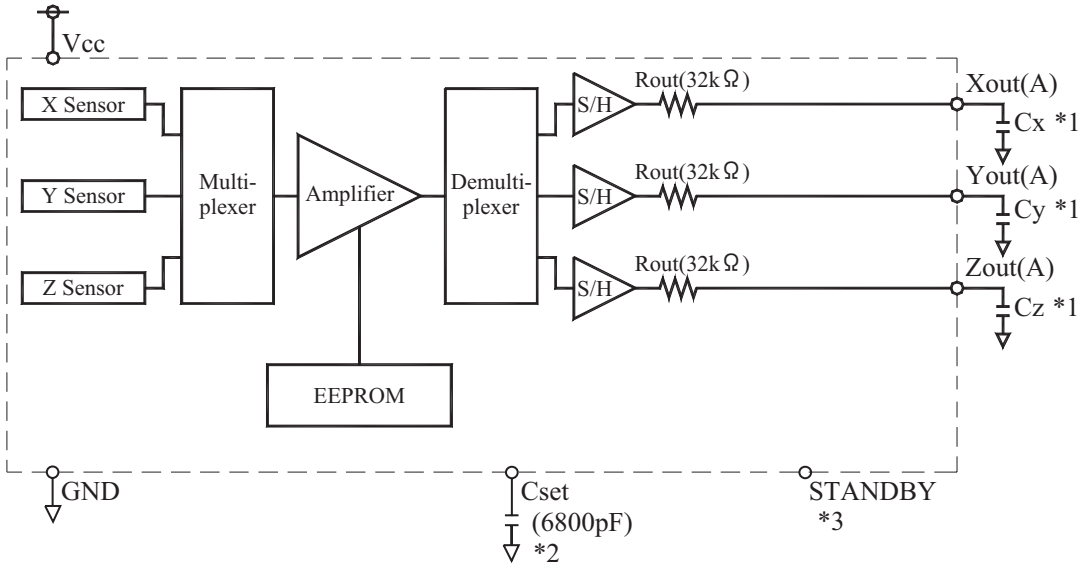 Vcc
X Sensor
Y Sensor
Z Sensor
Multi-
plexer
Amplifier
EEPROM
Demulti-
plexer
S/H
Rout(32kΩ)
Xout(A)
Cx *1
S/H
Rout(32kΩ)
Yout(A)
Cy *1
S/H
Rout(32kΩ)
Zout(A)
Cz *1
GND
Cset
(6800pF)
*2
STANDBY
*3